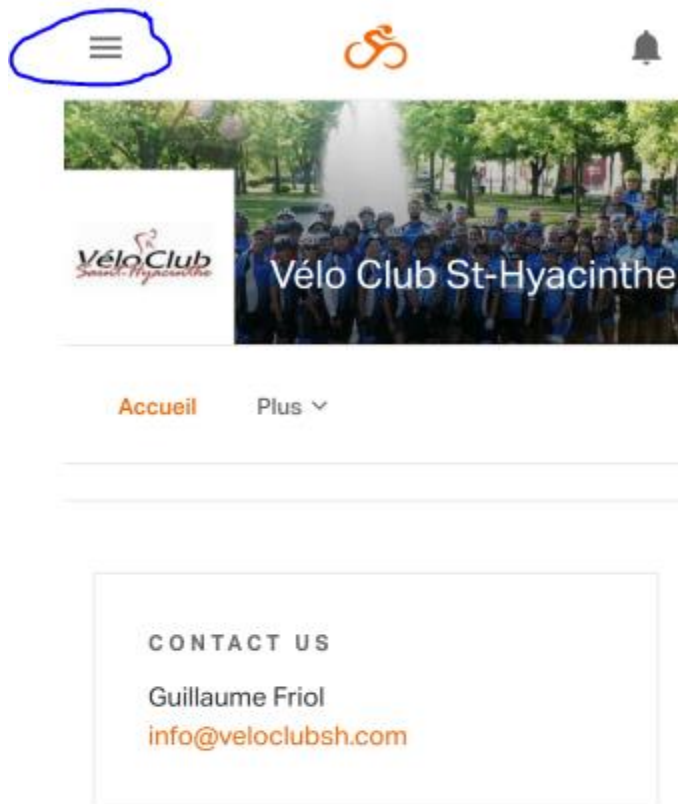 VéloClub
Saint-Hyacinthe
Vélo Club St-Hyacinthe
Accueil Plus
CONTACT US
Guillaume Friol
info@veloclubsh.com